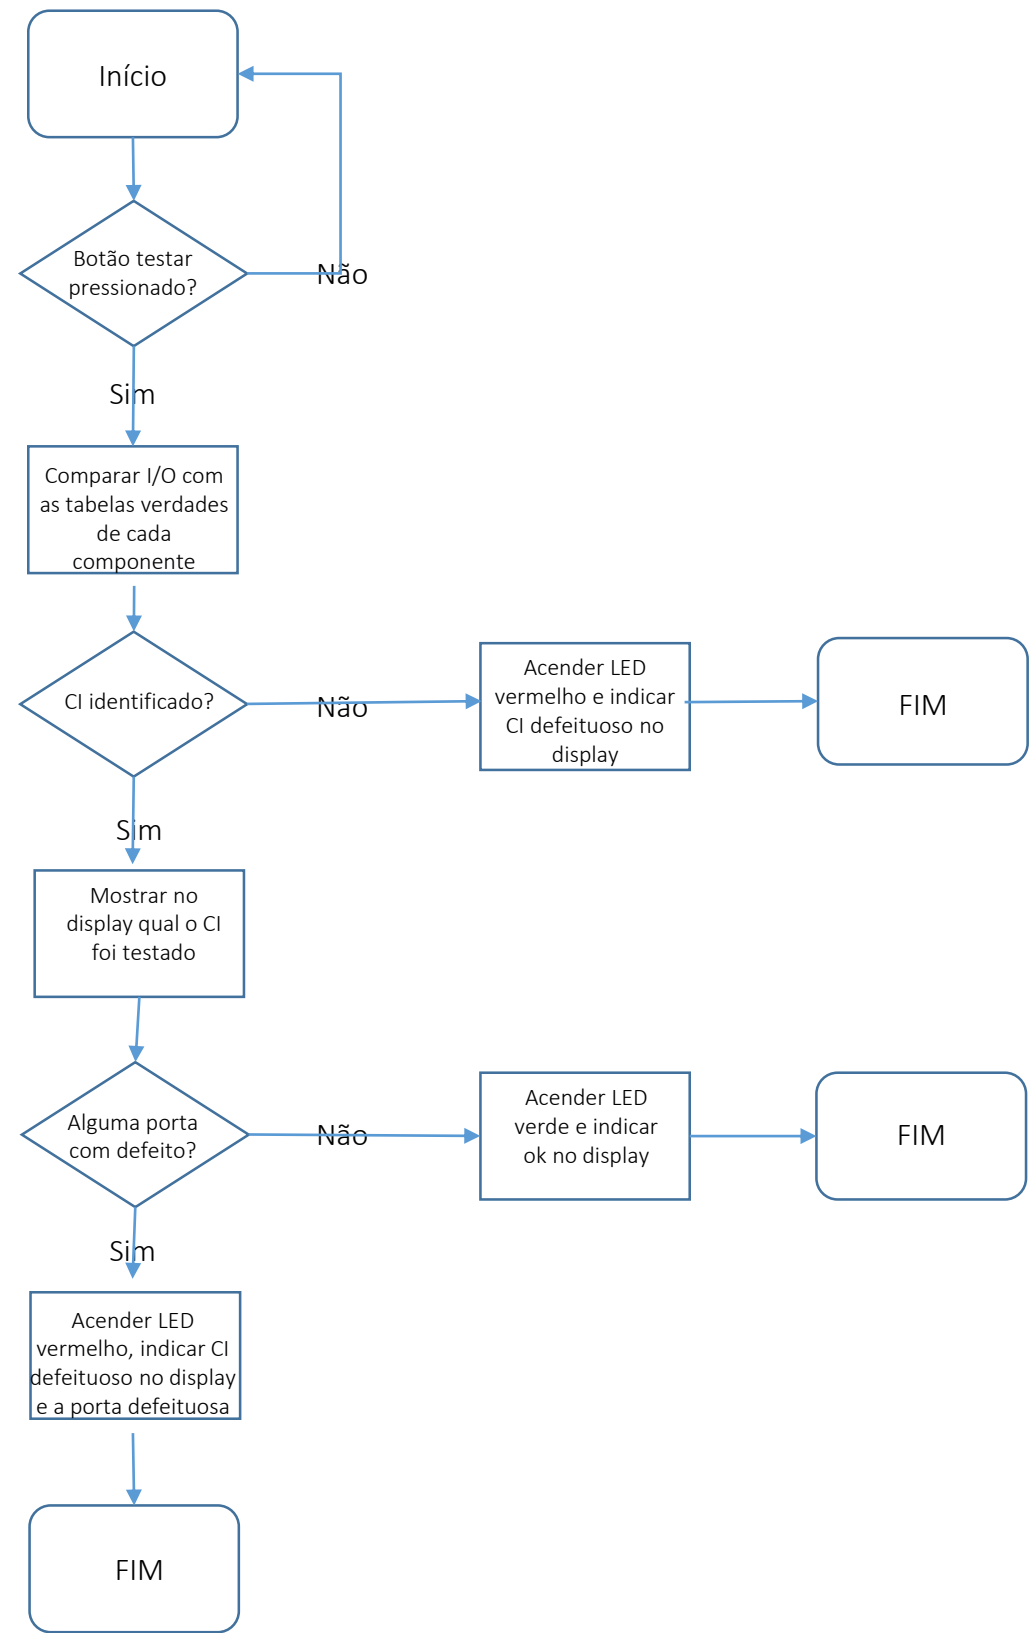 Início
Botão testar
pressionado?
Não
Sim
Comparar I/O com
as tabelas verdades
de cada
componente
CI identificado?
Não
Acender LED
vermelho e indicar
CI defeituoso no
display
FIM
Sim
Mostrar no
display qual o CI
foi testado
Alguma porta
com defeito?
Não
Acender LED
verde e indicar
ok no display
FIM
Sim
Acender LED
vermelho, indicar CI
defeituoso no display
e a porta defeituosa
FIM